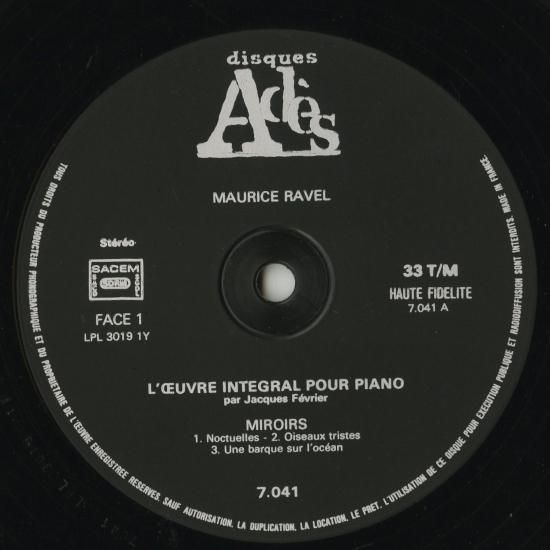 disques
Adès
MAURICE RAVEL
Stéréo
SACEM
SACD
SDRM
SGDL
FACE 1
LPL 3019 1Y
33 T/M
HAUTE FIDELITE
7.041 A
L'ŒUVRE INTEGRAL POUR PIANO
par Jacques Février
MIROIRS
1. Noctuelles - 2. Oiseaux tristes
3. Une barque sur l'océan
7.041
TOUS DROITS DU PRODUCTEUR PHONOGRAPHIQUE ET DU PROPRIETAIRE DE L'ŒUVRE ENREGISTREE RESERVES. SAUF AUTORISATION, LA DUPLICATION, LA LOCATION, LE PRET, L'UTILISATION DE CE DISQUE POUR EXECUTION PUBLIQUE ET RADIODIFFUSION SONT INTERDITS. MADE IN FRANCE.